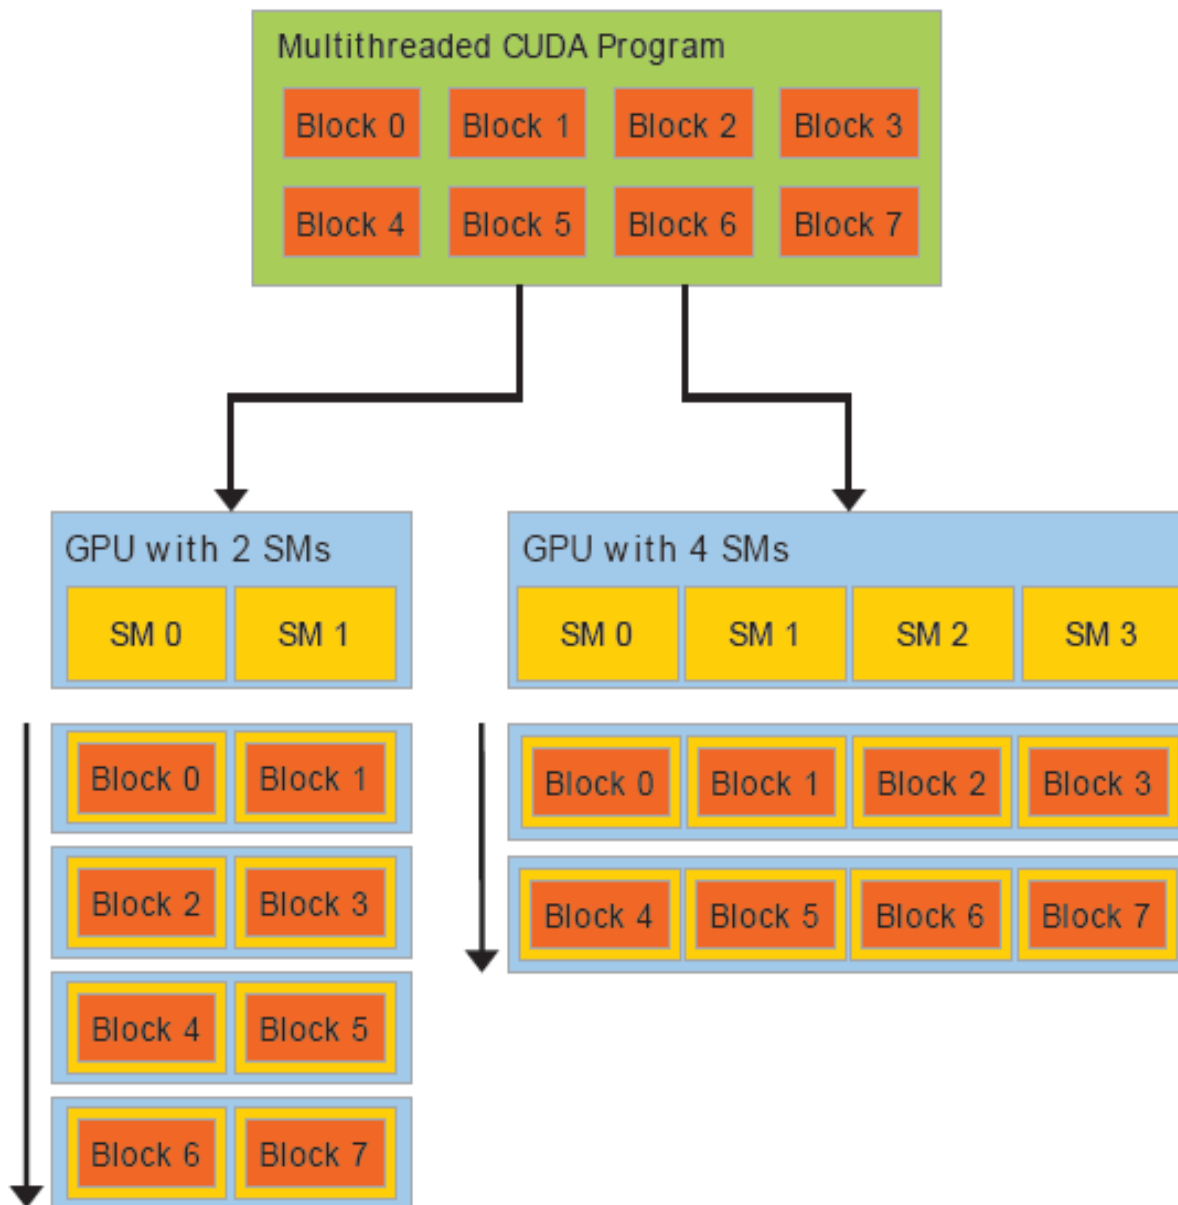 Multithreaded CUDA Program
Block 0 Block 1 Block 2 Block 3
Block 4 Block 5 Block 6 Block 7
GPU with 2 SMs
SM 0 SM 1
Block 0 Block 1
Block 2 Block 3
Block 4 Block 5
Block 6 Block 7
GPU with 4 SMs
SM 0 SM 1 SM 2 SM 3
Block 0 Block 1 Block 2 Block 3
Block 4 Block 5 Block 6 Block 7